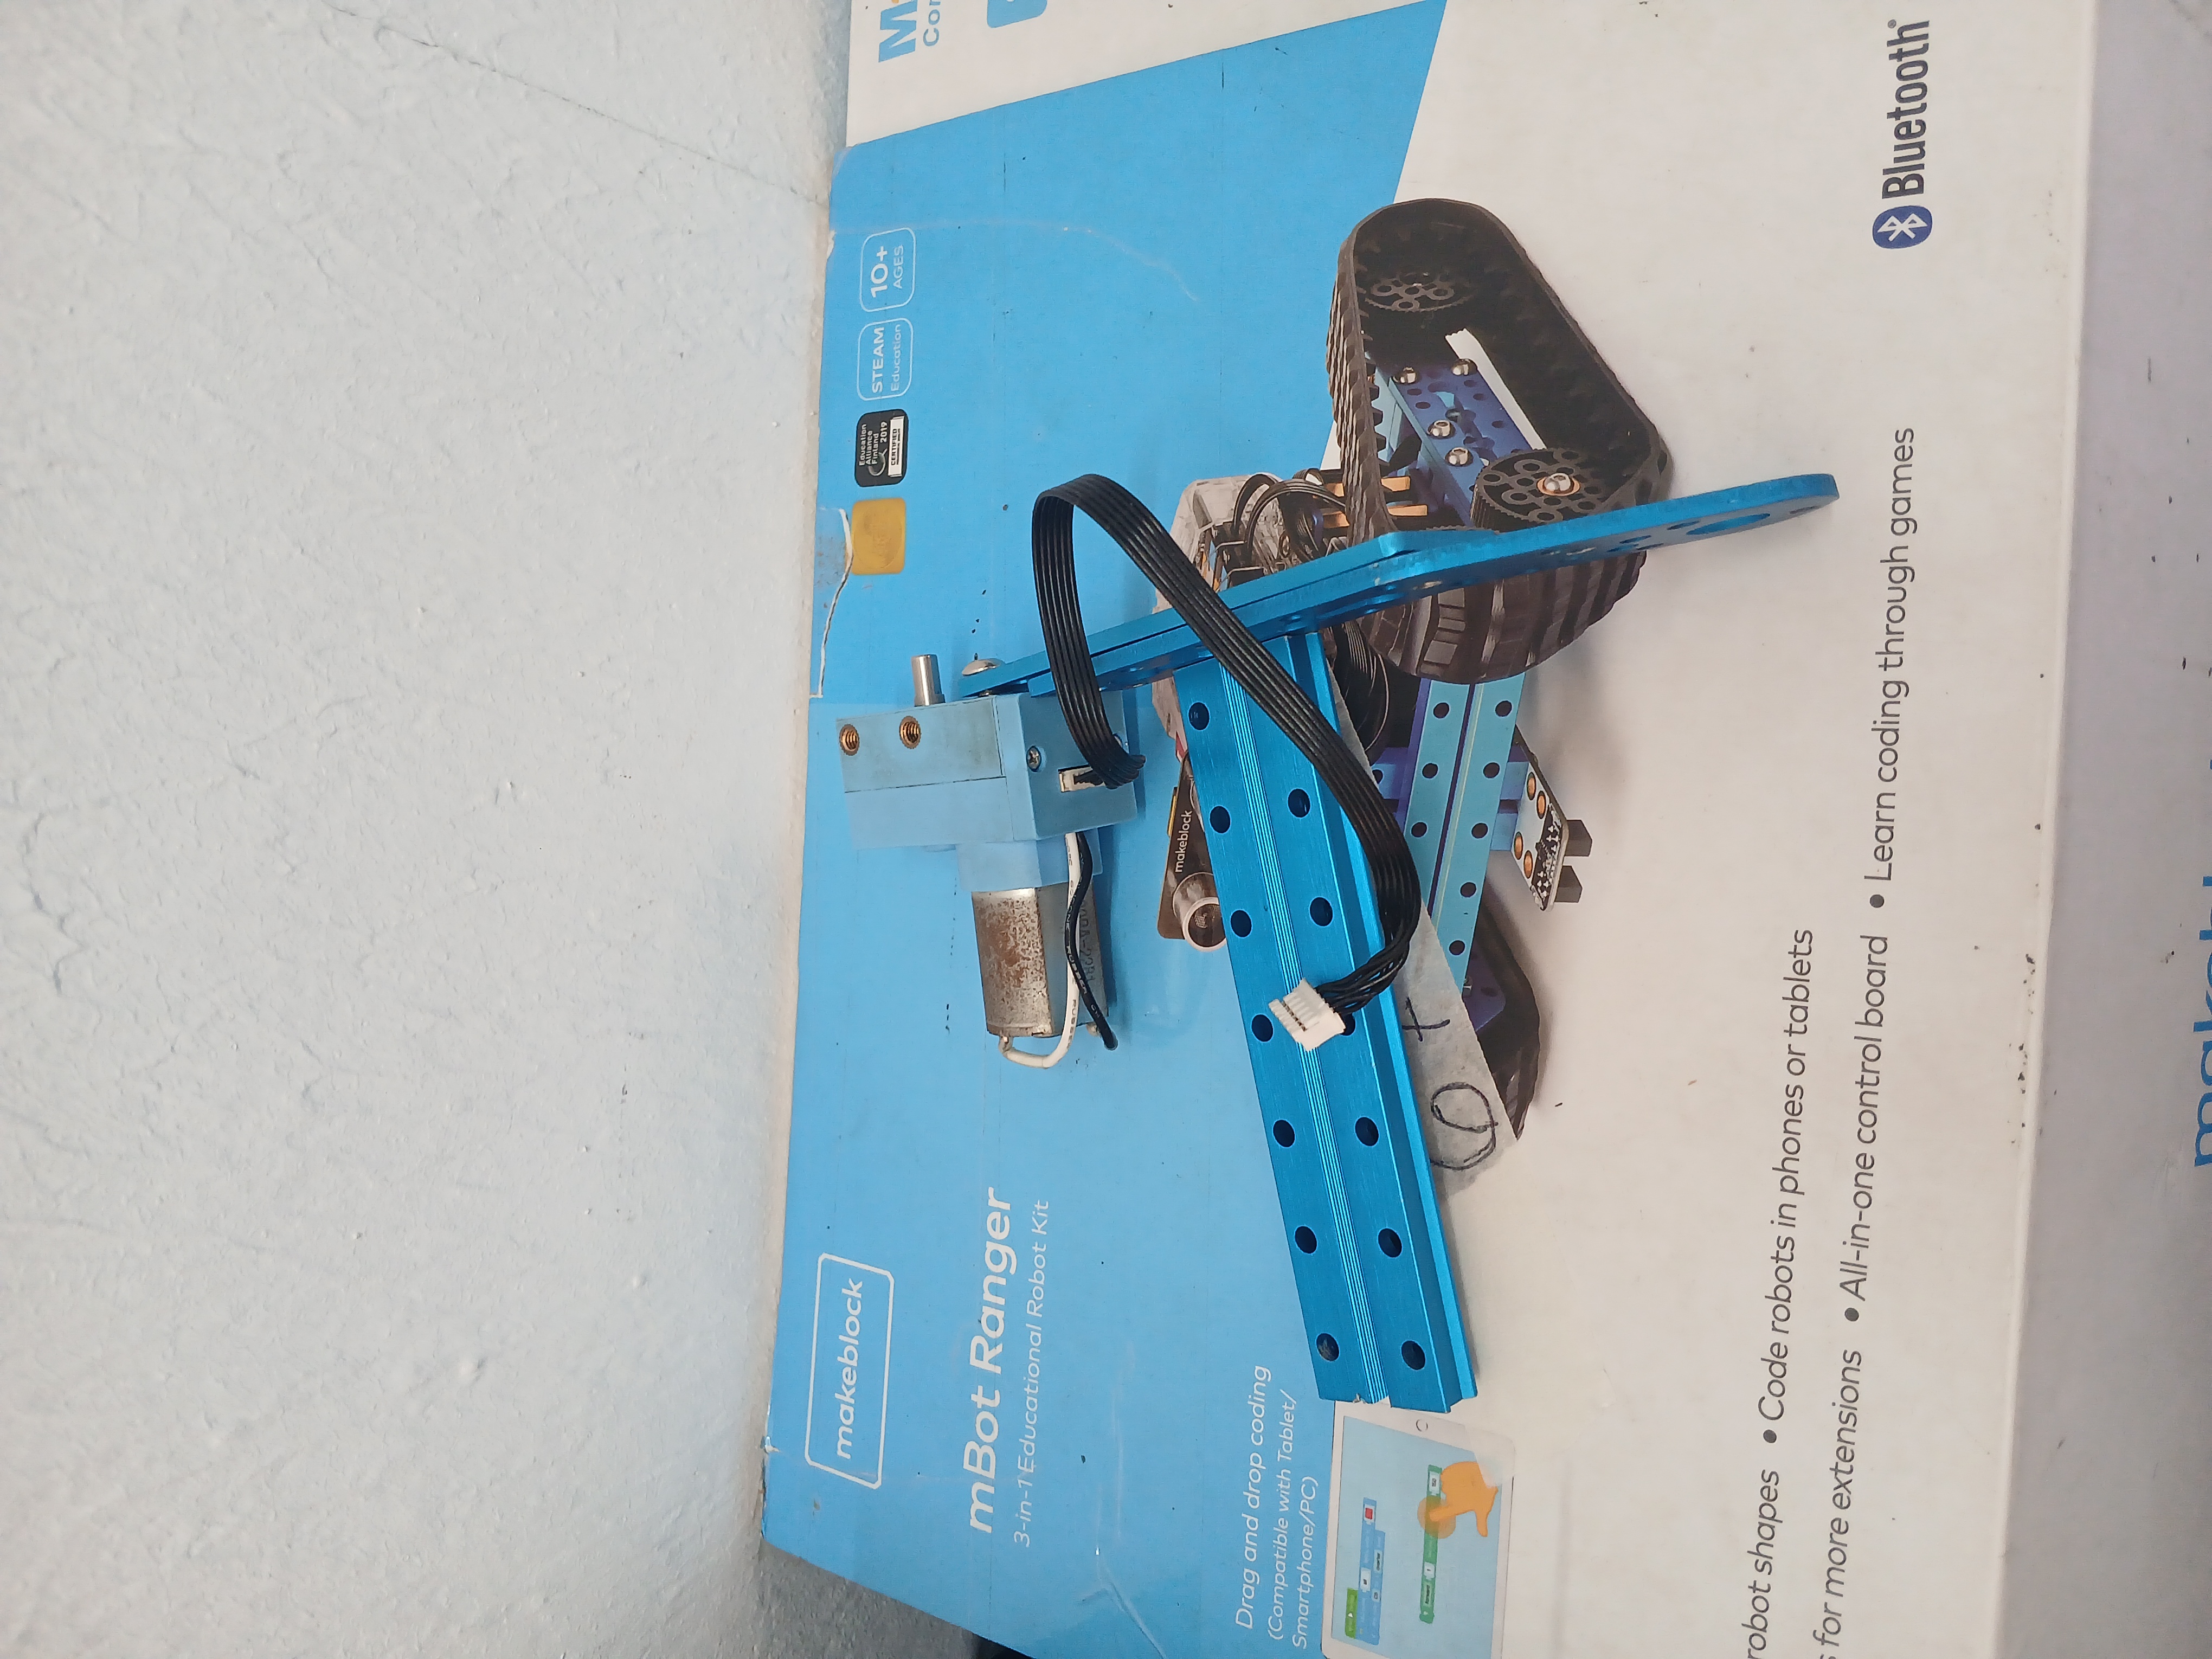 makeblock
Education
Alliance
Finland
2019
CERTIFIED
STEAM
Education
10+
AGES
mBot Ranger
3-in-1 Educational Robot Kit
makeblock
Drag and drop coding
(Compatible with Tablet/
Smartphone/PC)
6+
robot shapes • Code robots in phones or tablets
for more extensions • All-in-one control board • Learn coding through games
Bluetooth®